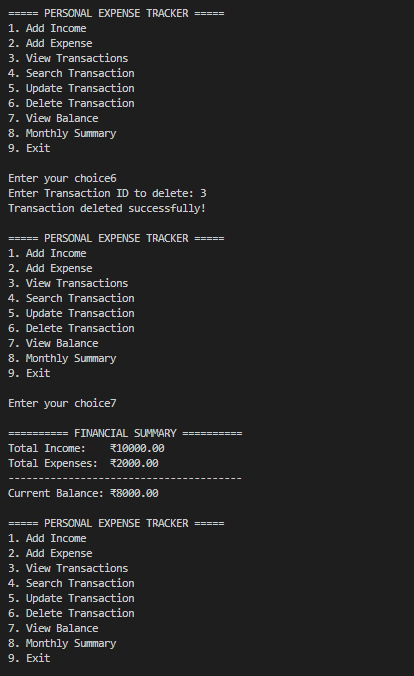 ===== PERSONAL EXPENSE TRACKER =====
1. Add Income
2. Add Expense
3. View Transactions
4. Search Transaction
5. Update Transaction
6. Delete Transaction
7. View Balance
8. Monthly Summary
9. Exit
Enter your choice6
Enter Transaction ID to delete: 3
Transaction deleted successfully!
===== PERSONAL EXPENSE TRACKER =====
1. Add Income
2. Add Expense
3. View Transactions
4. Search Transaction
5. Update Transaction
6. Delete Transaction
7. View Balance
8. Monthly Summary
9. Exit
Enter your choice7
========== FINANCIAL SUMMARY ==========
Total Income:    ₹10000.00
Total Expenses:  ₹2000.00
---------------------------------------
Current Balance: ₹8000.00
===== PERSONAL EXPENSE TRACKER =====
1. Add Income
2. Add Expense
3. View Transactions
4. Search Transaction
5. Update Transaction
6. Delete Transaction
7. View Balance
8. Monthly Summary
9. Exit